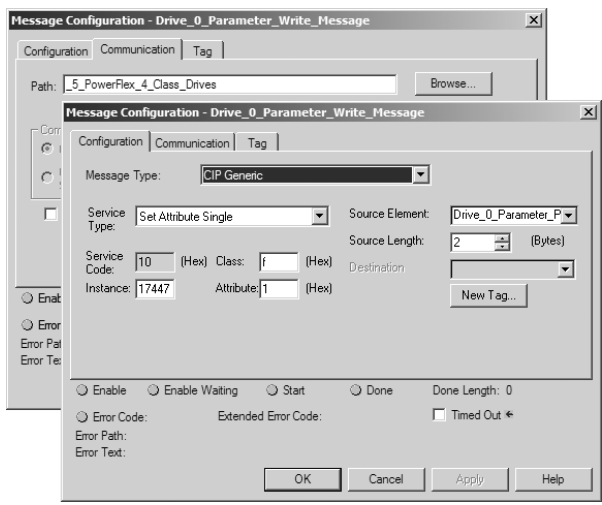 Message Configuration - Drive_0_Parameter_Write_Message
Configuration Communication Tag
Path: _5_PowerFlex_4_Class_Drives Browse...
Com
Enab
Error
Error Pat
Error Te
Message Configuration - Drive_0_Parameter_Write_Message
Configuration Communication Tag
Message Type: CIP Generic
Service Type: Set Attribute Single Source Element: Drive_0_Parameter_P
Source Length: 2 (Bytes)
Service Code: 10 (Hex) Class: f (Hex) Destination
Instance: 17447 Attribute: 1 (Hex) New Tag...
Enable Enable Waiting Start Done Done Length: 0
Error Code: Extended Error Code: Timed Out
Error Path:
Error Text:
OK Cancel Apply Help